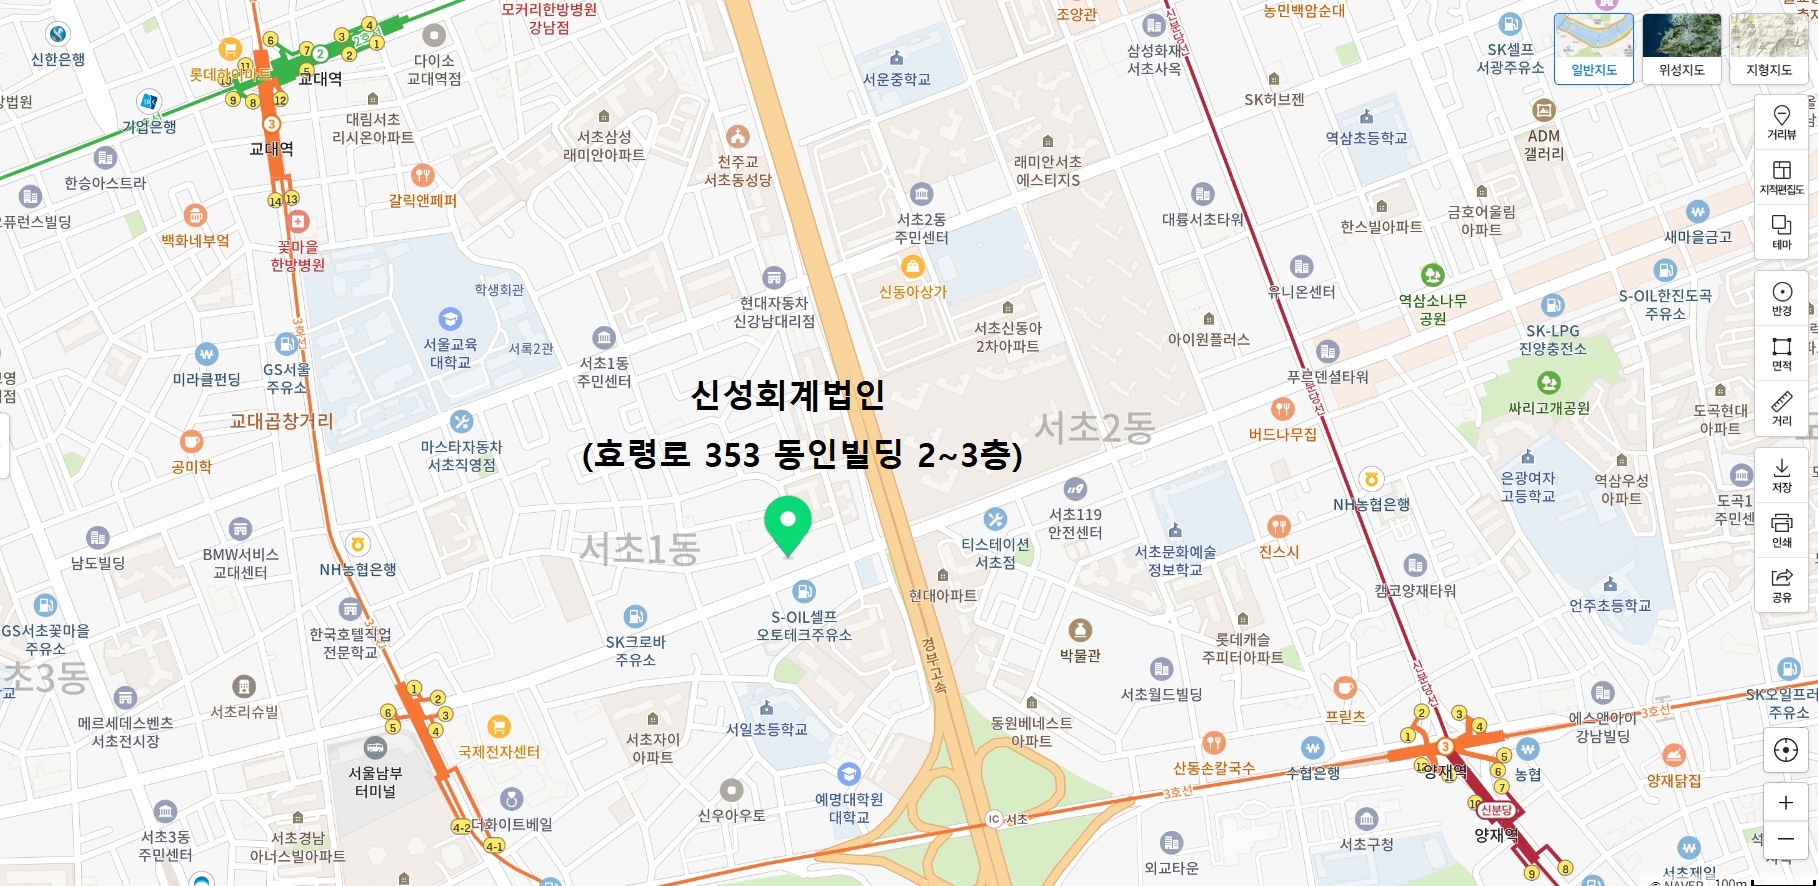 모커리한방병원
강남점
조양관
농민백암순대
신한은행
롯데하이마트
교대역
다이소
교대역점
서운중학교
삼성화재
서초사옥
SK셀프
서광주유소
일반지도
위성지도
지형지도
기업은행
교대역
대림서초
리시온아파트
서초삼성
래미안아파트
천주교
서초동성당
래미안서초
에스티지S
SK허브젠
역삼초등학교
ADM
갤러리
거리뷰
지적편집도
테마
한승아스트라
갈릭앤페퍼
백화네부엌
꽃마을
한방병원
서초2동
주민센터
대륭서초타워
한스빌아파트
금호어울림
아파트
새마을금고
학생회관
신동아상가
현대자동차
신강남대리점
유니온센터
역삼소나무
공원
S-OIL한진도곡
주유소
반경
3호선
서울교육
대학교
서록2관
서초1동
주민센터
서초신동아
2차아파트
아이원플러스
SK-LPG
진양충전소
면적
미라클펀딩
GS서울
주유소
푸르덴셜타워
싸리고개공원
거리
교대곱창거리
신성회계법인
(효령로 353 동인빌딩 2~3층)
서초2동
버드나무집
도곡현대
아파트
공미학
마스타자동차
서초직영점
은광여자
고등학교
역삼우성
아파트
저장
서초119
안전센터
NH농협은행
인쇄
남도빌딩
BMW서비스
교대센터
NH농협은행
서초1동
티스테이션
서초점
서초문화예술
정보학교
진스시
캠코양재타워
언주초등학교
공유
GS서초꽃마을
주유소
한국호텔직업
전문학교
SK크로바
주유소
S-OIL셀프
오토테크주유소
현대아파트
박물관
롯데캐슬
주피터아파트
경부고속
신분당선
서초월드빌딩
메르세데스벤츠
서초전시장
서초리슈빌
국제전자센터
서초자이
아파트
서일초등학교
동원베네스트
아파트
프릳츠
에스앤아이
강남빌딩
3호선
서울남부
터미널
산동손칼국수
수협은행
양재역
농협
양재닭집
3호선
신분당
양재역
서초3동
주민센터
서초경남
아너스빌아파트
더화이트베일
신우아우토
예명대학원
대학교
IC 서초
외교타운
서초구청
서초제일
© NAVER
100m